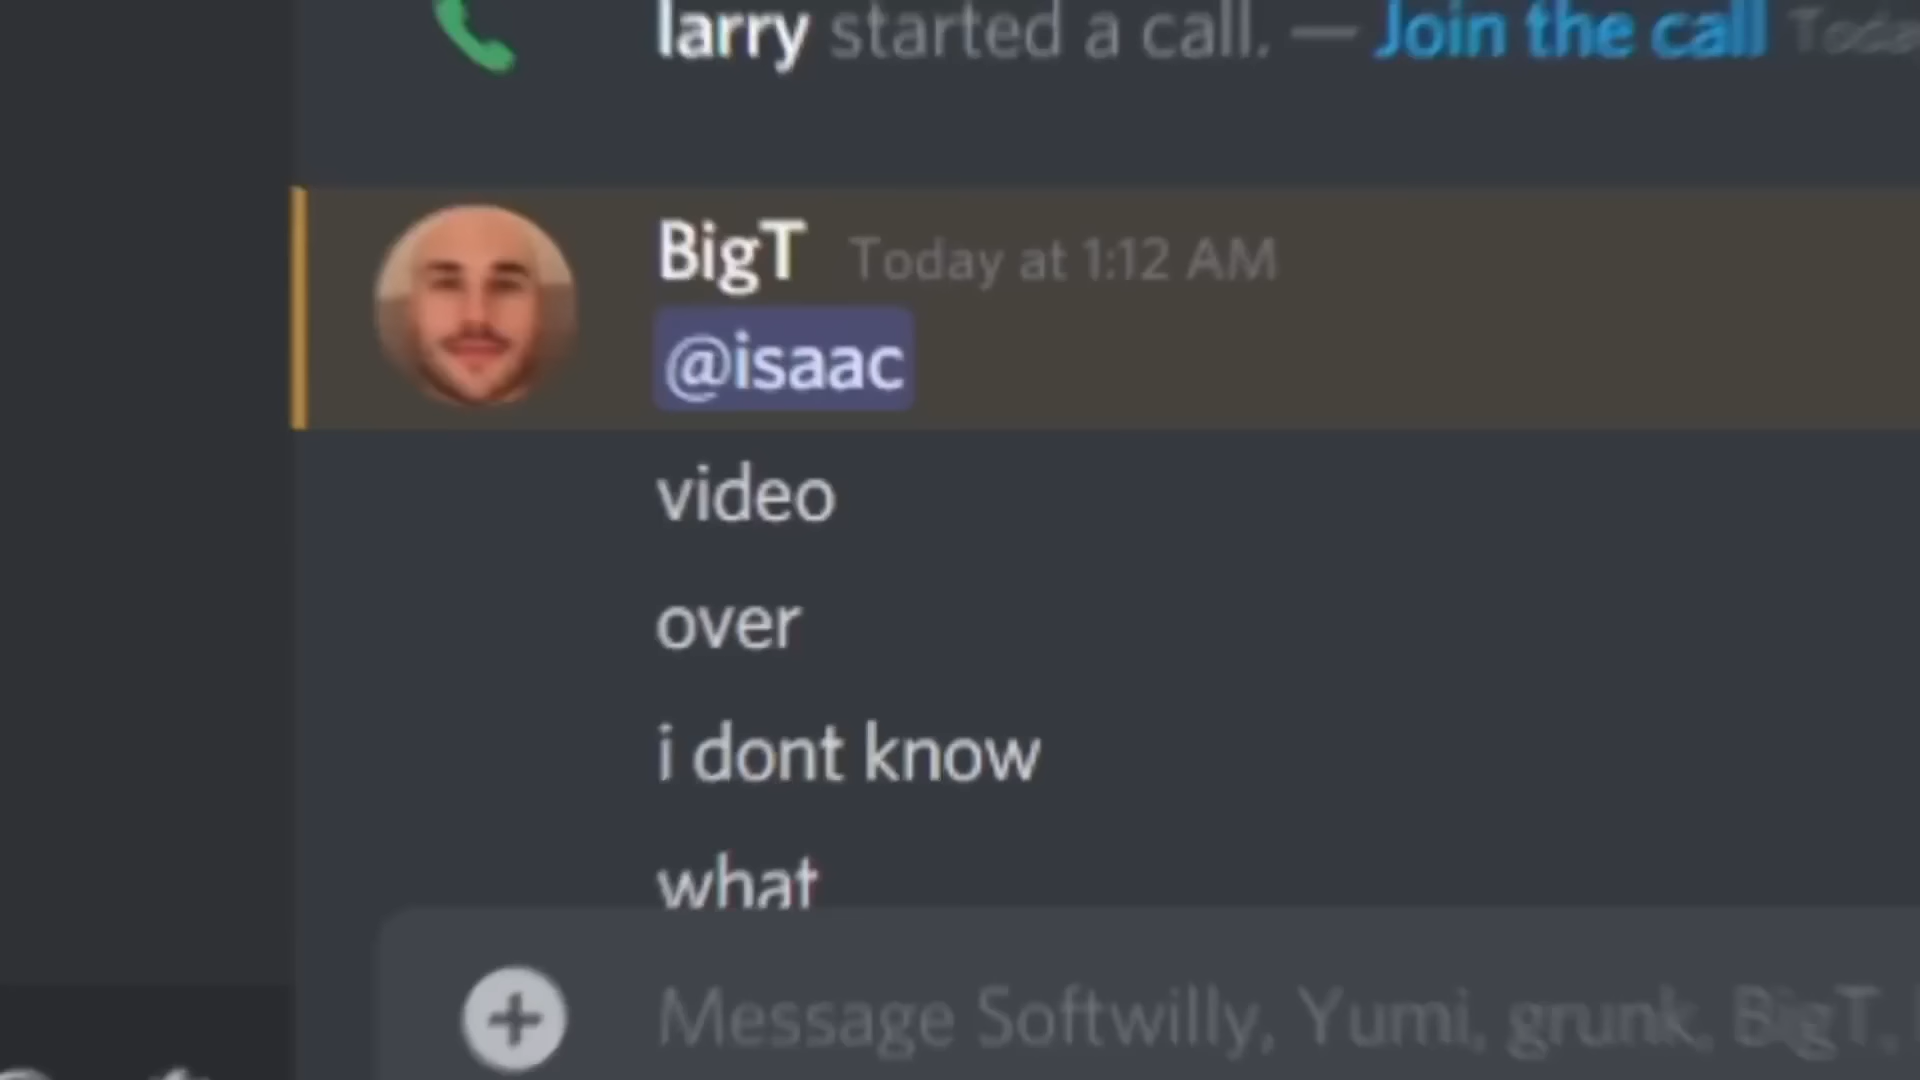 larry started a call. — Join the call Today
BigT Today at 1:12 AM
@isaac
video
over
i dont know
what
Message Softwilly, Yumi, grunk, BigT,